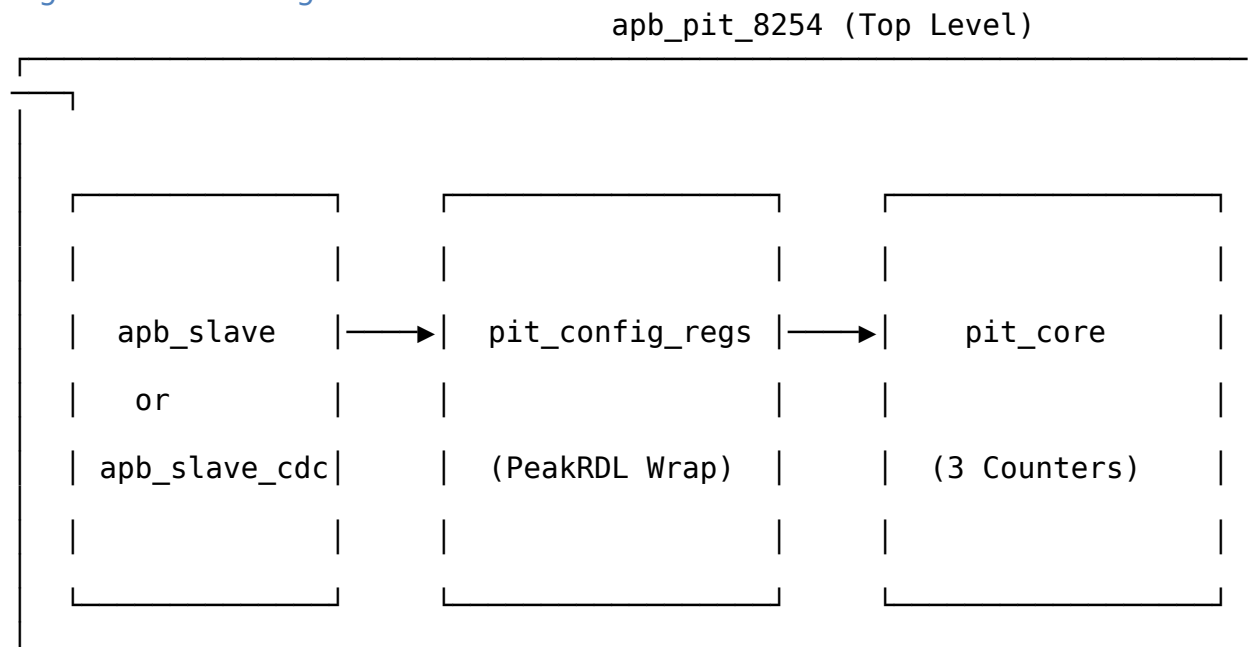 apb_pit_8254 (Top Level)
apb_slave pit_config_regs pit_core
or
apb_slave_cdc (PeakRDL Wrap) (3 Counters)